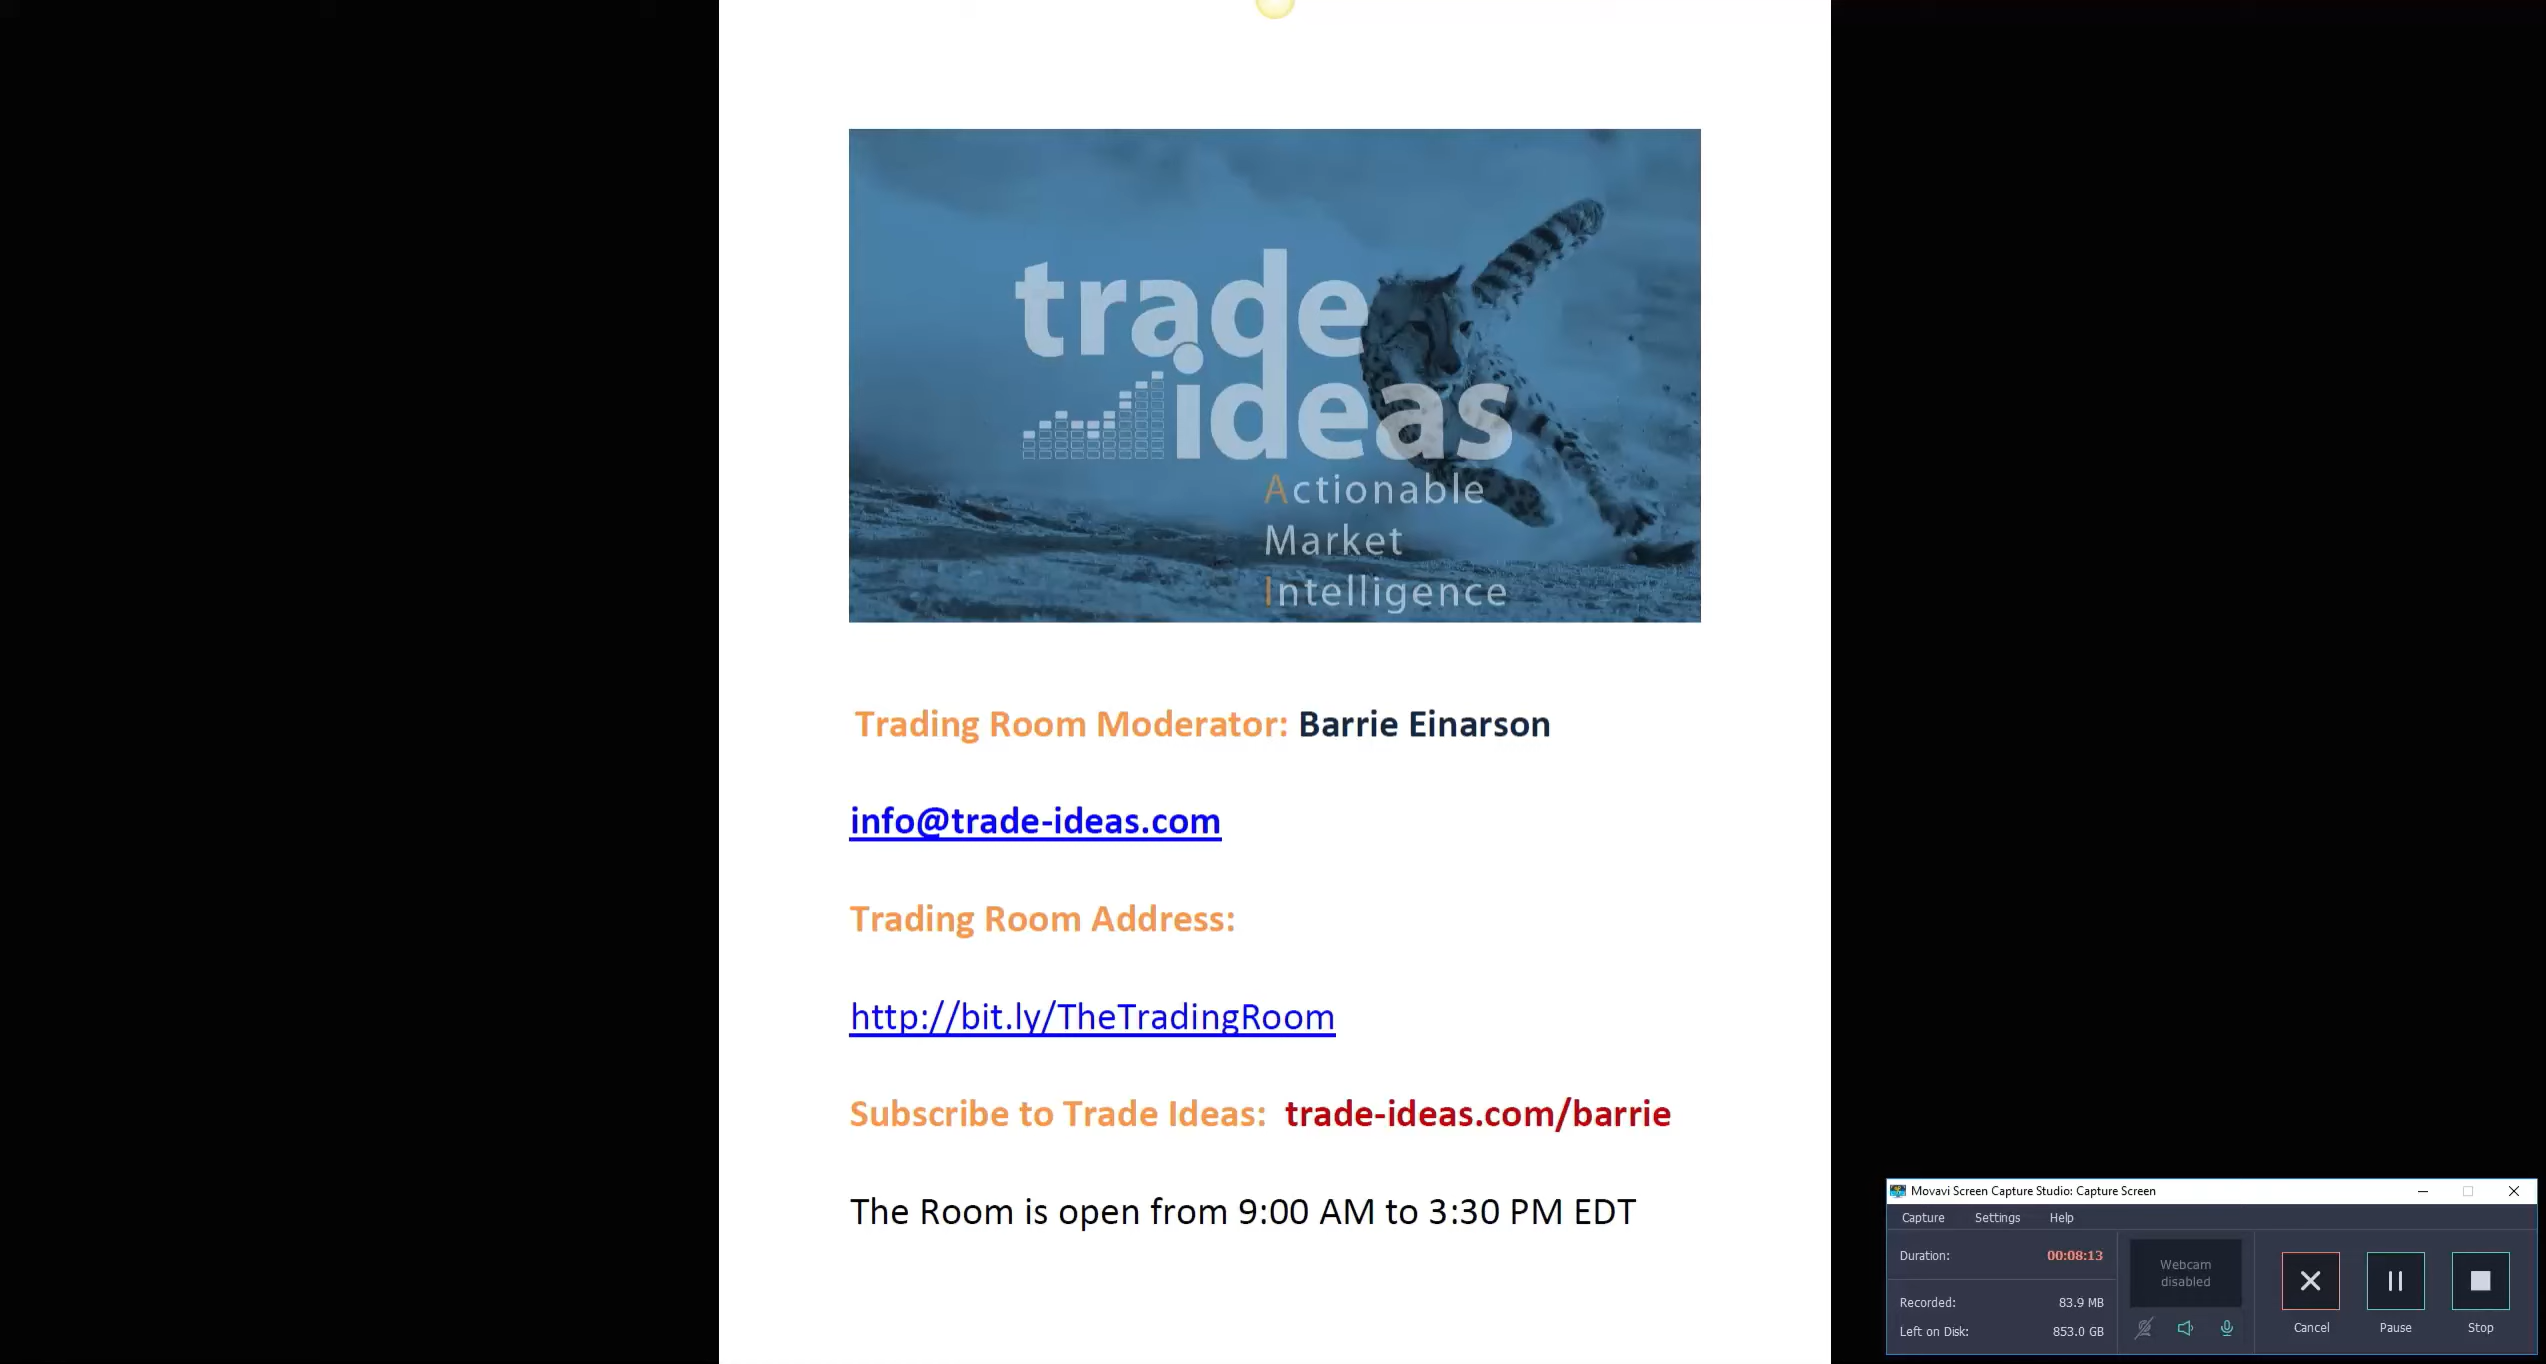 trade
ideas
Actionable
Market
Intelligence
Trading Room Moderator: Barrie Einarson
info@trade-ideas.com
Trading Room Address:
http://bit.ly/TheTradingRoom
Subscribe to Trade Ideas: trade-ideas.com/barrie
The Room is open from 9:00 AM to 3:30 PM EDT
Movavi Screen Capture Studio: Capture Screen
Capture Settings Help
Duration: 00:08:13
Webcam
disabled
Recorded: 83.9 MB
Left on Disk: 853.0 GB
Cancel Pause Stop